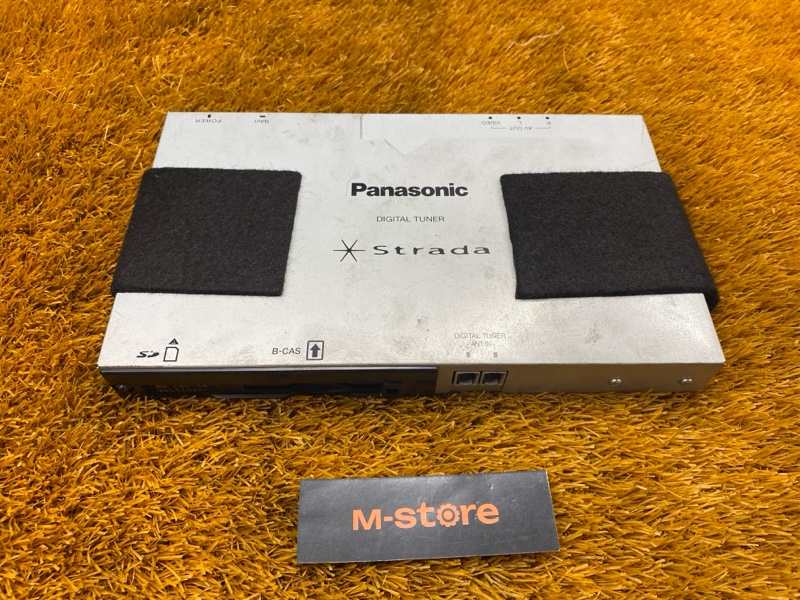 POWER NAVI VIDEO L R
AV OUT
Panasonic
DIGITAL TUNER
Strada
SD
B-CAS
DIGITAL TUNER
ANT IN
M-STORE